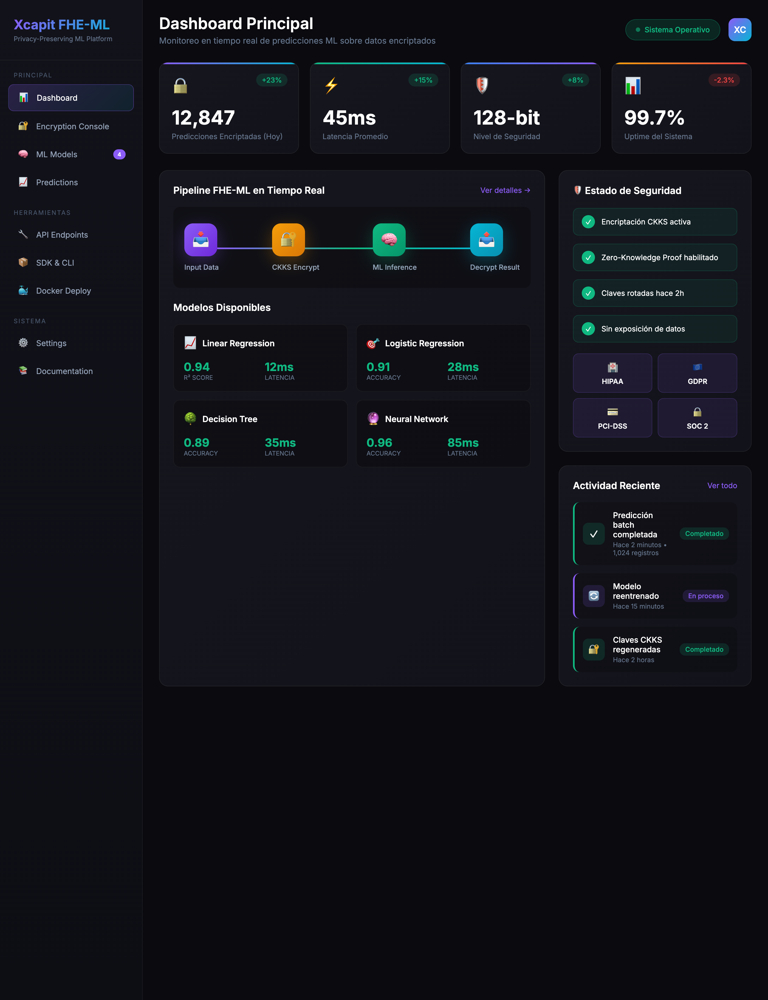 Xcapit FHE-ML
Privacy-Preserving ML Platform
PRINCIPAL
Dashboard
Encryption Console
ML Models
4
Predictions
HERRAMIENTAS
API Endpoints
SDK & CLI
Docker Deploy
SISTEMA
Settings
Documentation
Dashboard Principal
Monitoreo en tiempo real de predicciones ML sobre datos encriptados
Sistema Operativo
XC
+23%
12,847
Predicciones Encriptadas (Hoy)
+15%
45ms
Latencia Promedio
+8%
128-bit
Nivel de Seguridad
-2.3%
99.7%
Uptime del Sistema
Pipeline FHE-ML en Tiempo Real
Ver detalles →
Input Data
CKKS Encrypt
ML Inference
Decrypt Result
Modelos Disponibles
Linear Regression
0.94
R² SCORE
12ms
LATENCIA
Logistic Regression
0.91
ACCURACY
28ms
LATENCIA
Decision Tree
0.89
ACCURACY
35ms
LATENCIA
Neural Network
0.96
ACCURACY
85ms
LATENCIA
Estado de Seguridad
Encriptación CKKS activa
Zero-Knowledge Proof habilitado
Claves rotadas hace 2h
Sin exposición de datos
HIPAA
GDPR
PCI-DSS
SOC 2
Actividad Reciente
Ver todo
Predicción
batch
completada
Hace 2 minutos •
1,024 registros
Completado
Modelo
reentrenado
Hace 15 minutos
En proceso
Claves CKKS
regeneradas
Hace 2 horas
Completado